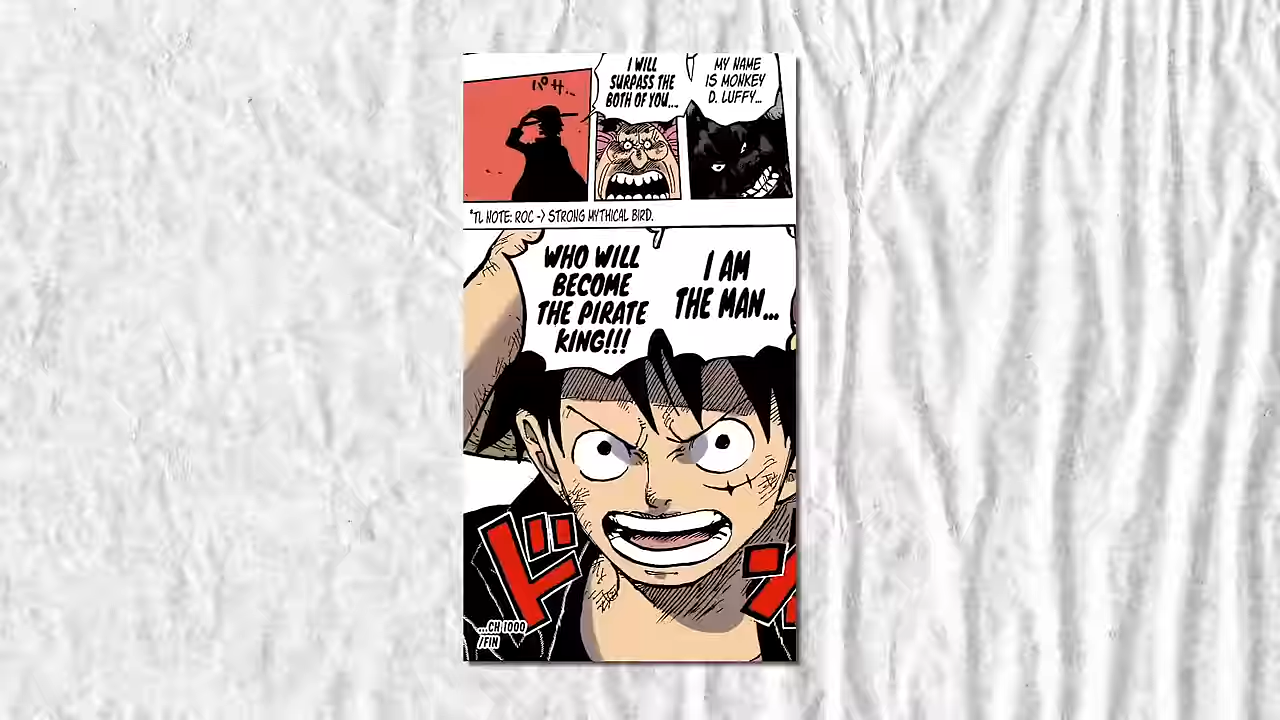 MY NAME
IS MONKEY
D. LUFFY...
I WILL
SURPASS THE
BOTH OF YOU...
パサ...
*TL NOTE: ROC -> STRONG MYTHICAL BIRD.
I AM
THE MAN...
WHO WILL
BECOME
THE PIRATE
KING!!!
ドン
...CH 1000
/FIN